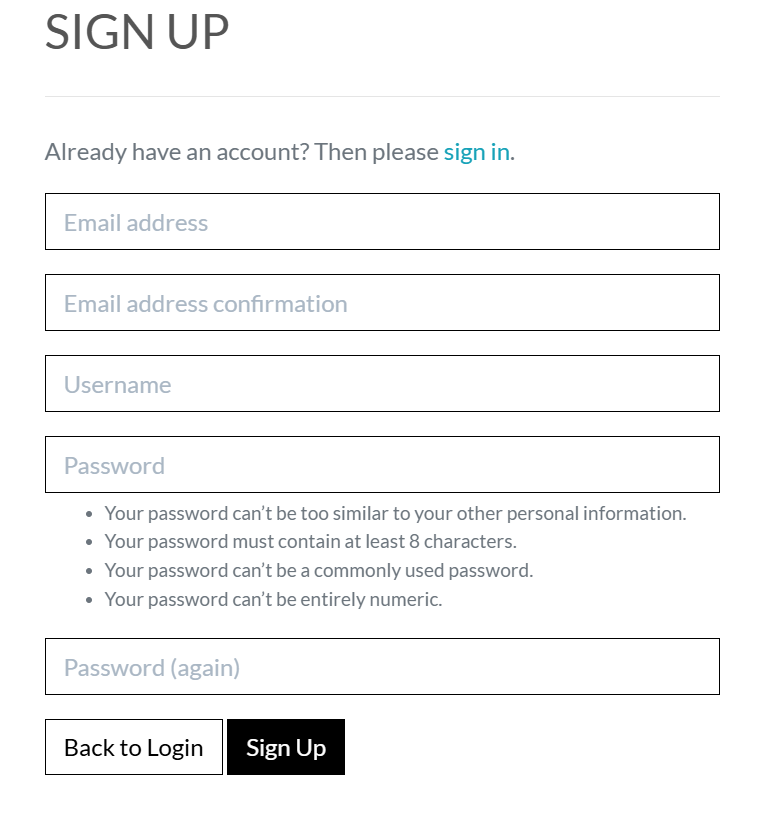 SIGN UP
Already have an account? Then please sign in.
Email address
Email address confirmation
Username
Password
• Your password can’t be too similar to your other personal information.
• Your password must contain at least 8 characters.
• Your password can’t be a commonly used password.
• Your password can’t be entirely numeric.
Password (again)
Back to Login Sign Up